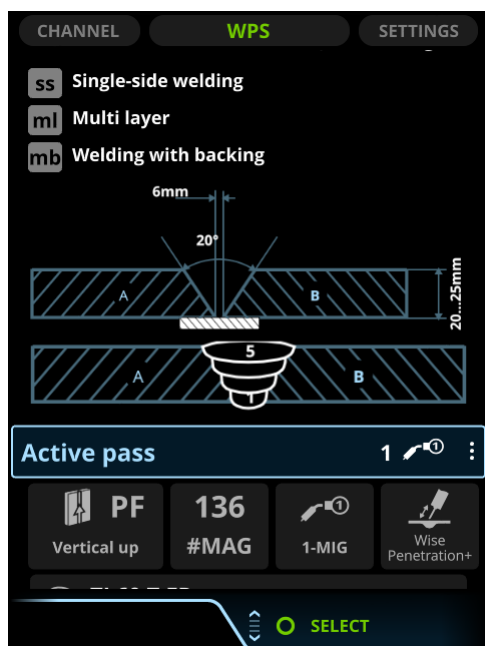 CHANNEL WPS SETTINGS
ss Single-side welding
ml Multi layer
mb Welding with backing
6mm
20°
A B
20...25mm
5
A B
1
Active pass 1 1
PF 136 1
Vertical up #MAG 1-MIG Wise
Penetration+
SELECT